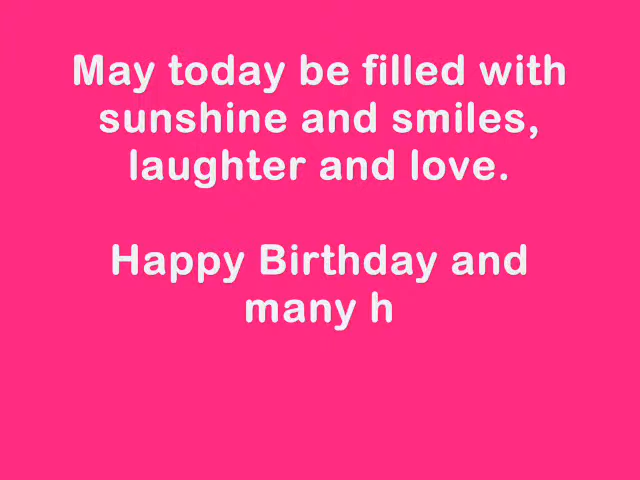 May today be filled with
sunshine and smiles,
laughter and love.
Happy Birthday and
many h